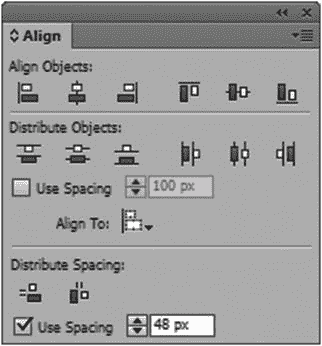 Align
Align Objects:
Distribute Objects:
Use Spacing 100 px
Align To:
Distribute Spacing:
Use Spacing 48 px